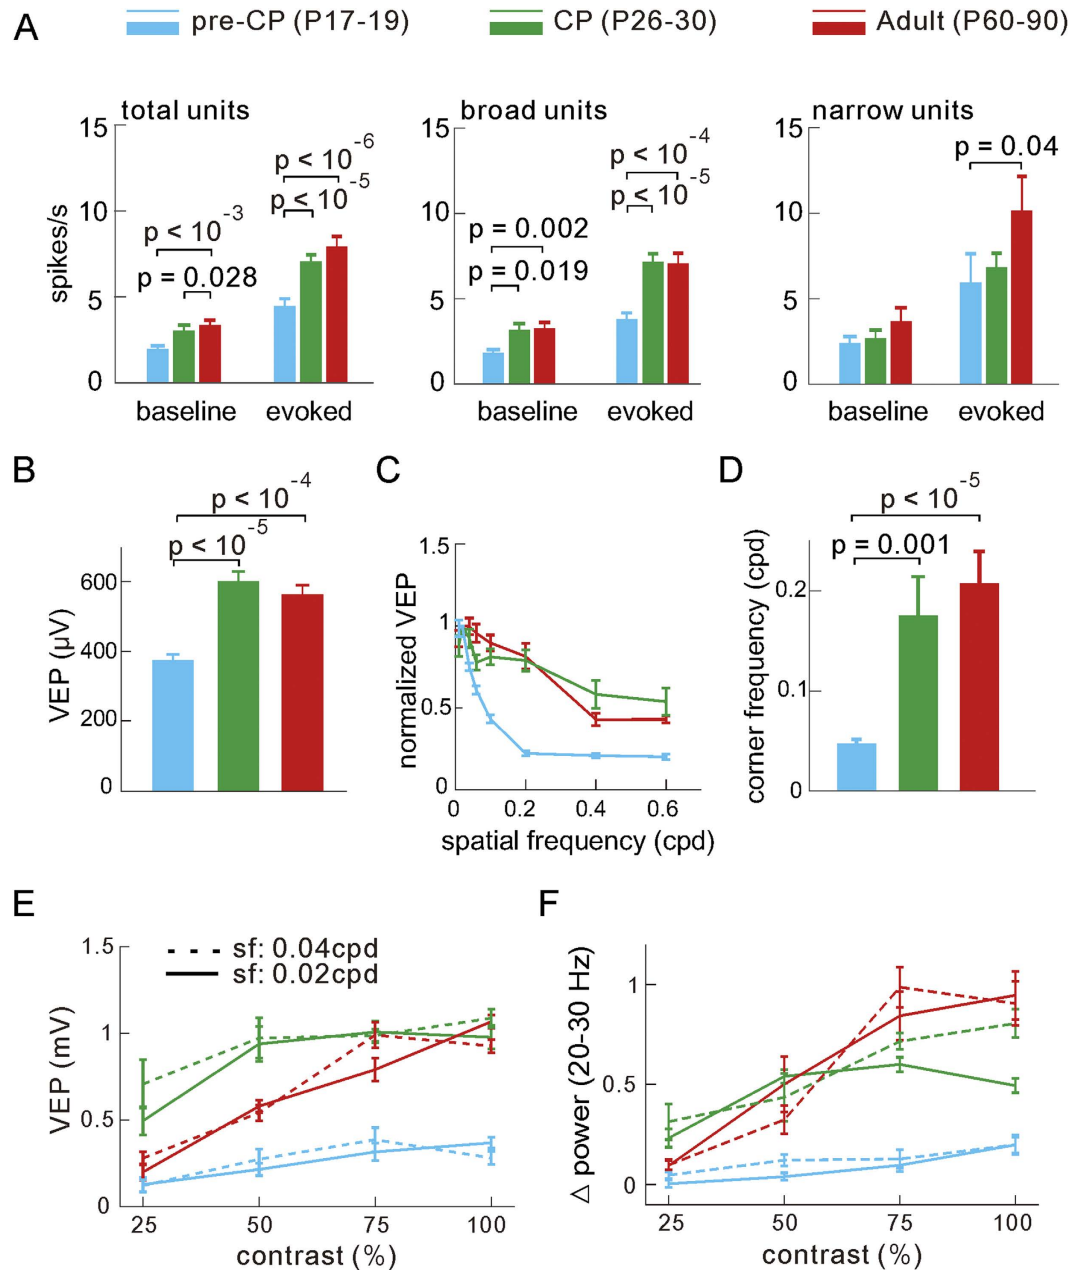 A
pre-CP (P17-19) CP (P26-30) Adult (P60-90)
total units
15
10
5
0
spikes/s
p < 10^-3
p = 0.028
p < 10^-6
p < 10^-5
baseline evoked
broad units
15
10
5
0
p = 0.002
p = 0.019
p < 10^-4
p < 10^-5
baseline evoked
narrow units
15
10
5
0
p = 0.04
baseline evoked
B
p < 10^-4
p < 10^-5
600
400
200
0
VEP (µV)
C
1.5
1
0.5
0
normalized VEP
0 0.2 0.4 0.6
spatial frequency (cpd)
D
p < 10^-5
p = 0.001
0.2
0.1
0
corner frequency (cpd)
E
sf: 0.04cpd
sf: 0.02cpd
1.5
1
0.5
0
VEP (mV)
25 50 75 100
contrast (%)
F
1
0.5
0
Δ power (20-30 Hz)
25 50 75 100
contrast (%)